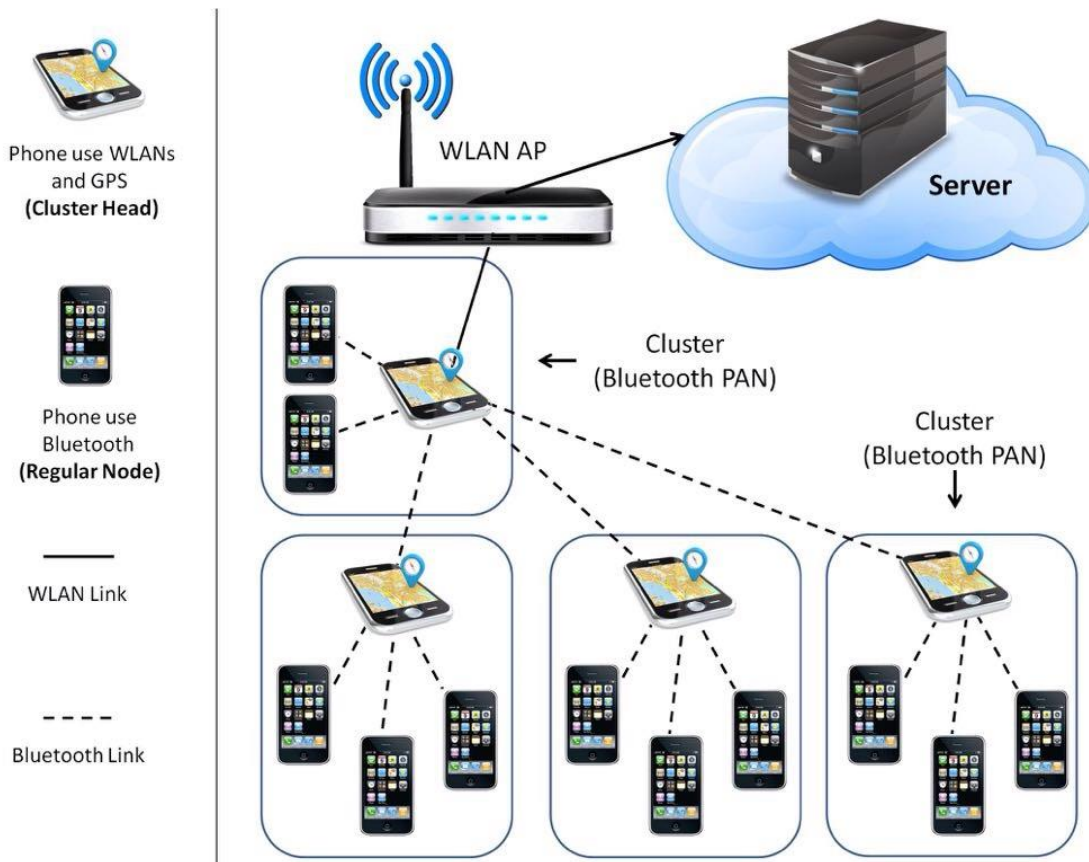 Phone use WLANs
and GPS
(Cluster Head)
Phone use
Bluetooth
(Regular Node)
WLAN Link
Bluetooth Link
WLAN AP
Server
Cluster
(Bluetooth PAN)
Cluster
(Bluetooth PAN)